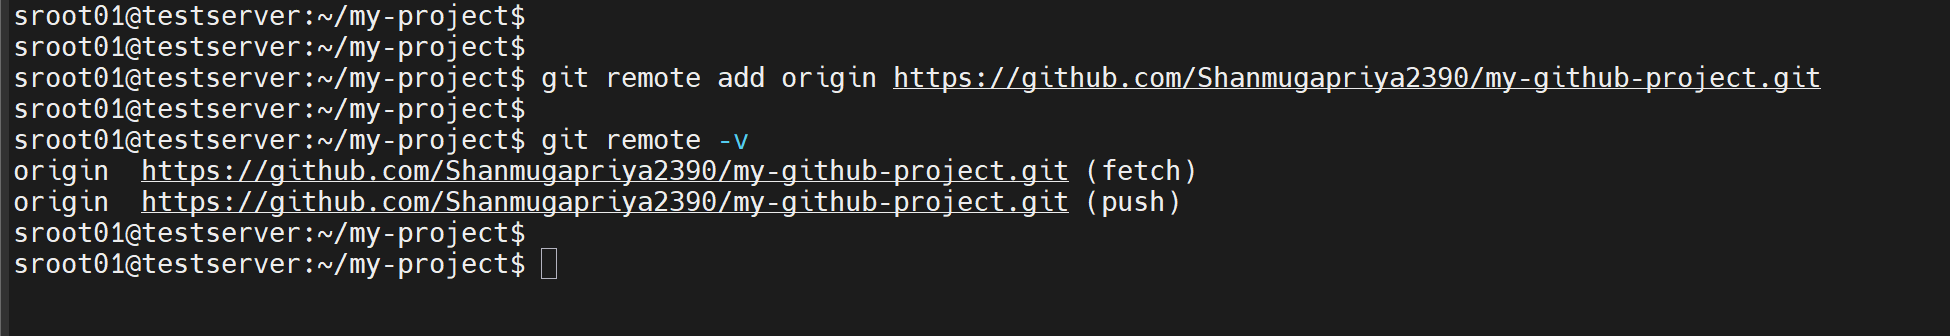 sroot01@testserver:~/my-project$
sroot01@testserver:~/my-project$
sroot01@testserver:~/my-project$ git remote add origin https://github.com/Shanmugapriya2390/my-github-project.git
sroot01@testserver:~/my-project$
sroot01@testserver:~/my-project$ git remote -v
origin  https://github.com/Shanmugapriya2390/my-github-project.git (fetch)
origin  https://github.com/Shanmugapriya2390/my-github-project.git (push)
sroot01@testserver:~/my-project$
sroot01@testserver:~/my-project$